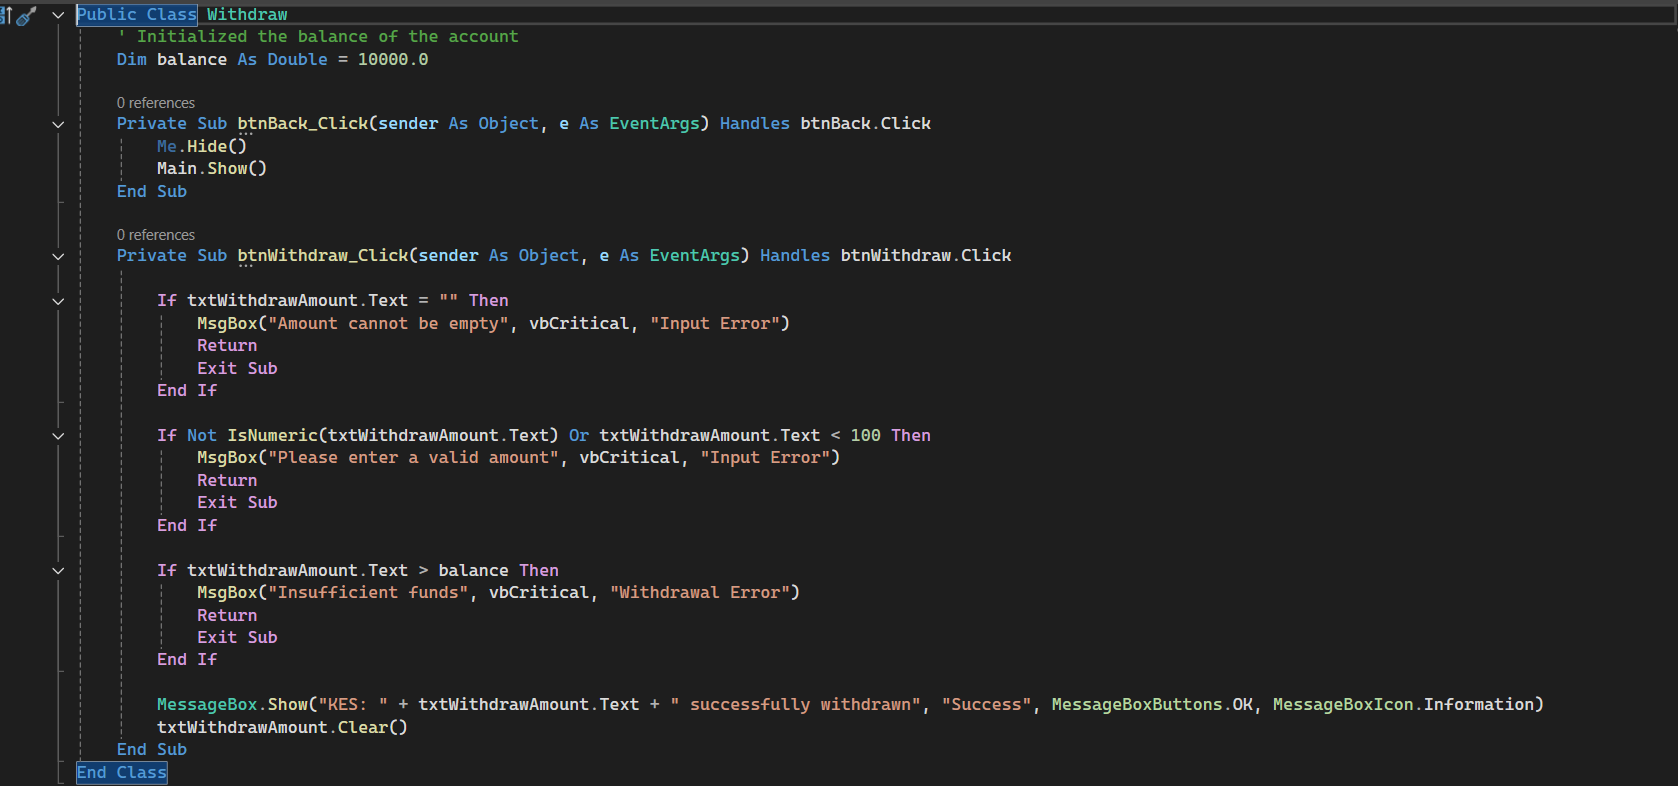 Public Class Withdraw
' Initialized the balance of the account
Dim balance As Double = 10000.0
0 references
Private Sub btnBack_Click(sender As Object, e As EventArgs) Handles btnBack.Click
Me.Hide()
Main.Show()
End Sub
0 references
Private Sub btnWithdraw_Click(sender As Object, e As EventArgs) Handles btnWithdraw.Click
If txtWithdrawAmount.Text = "" Then
MsgBox("Amount cannot be empty", vbCritical, "Input Error")
Return
Exit Sub
End If
If Not IsNumeric(txtWithdrawAmount.Text) Or txtWithdrawAmount.Text < 100 Then
MsgBox("Please enter a valid amount", vbCritical, "Input Error")
Return
Exit Sub
End If
If txtWithdrawAmount.Text > balance Then
MsgBox("Insufficient funds", vbCritical, "Withdrawal Error")
Return
Exit Sub
End If
MessageBox.Show("KES: " + txtWithdrawAmount.Text + " successfully withdrawn", "Success", MessageBoxButtons.OK, MessageBoxIcon.Information)
txtWithdrawAmount.Clear()
End Sub
End Class